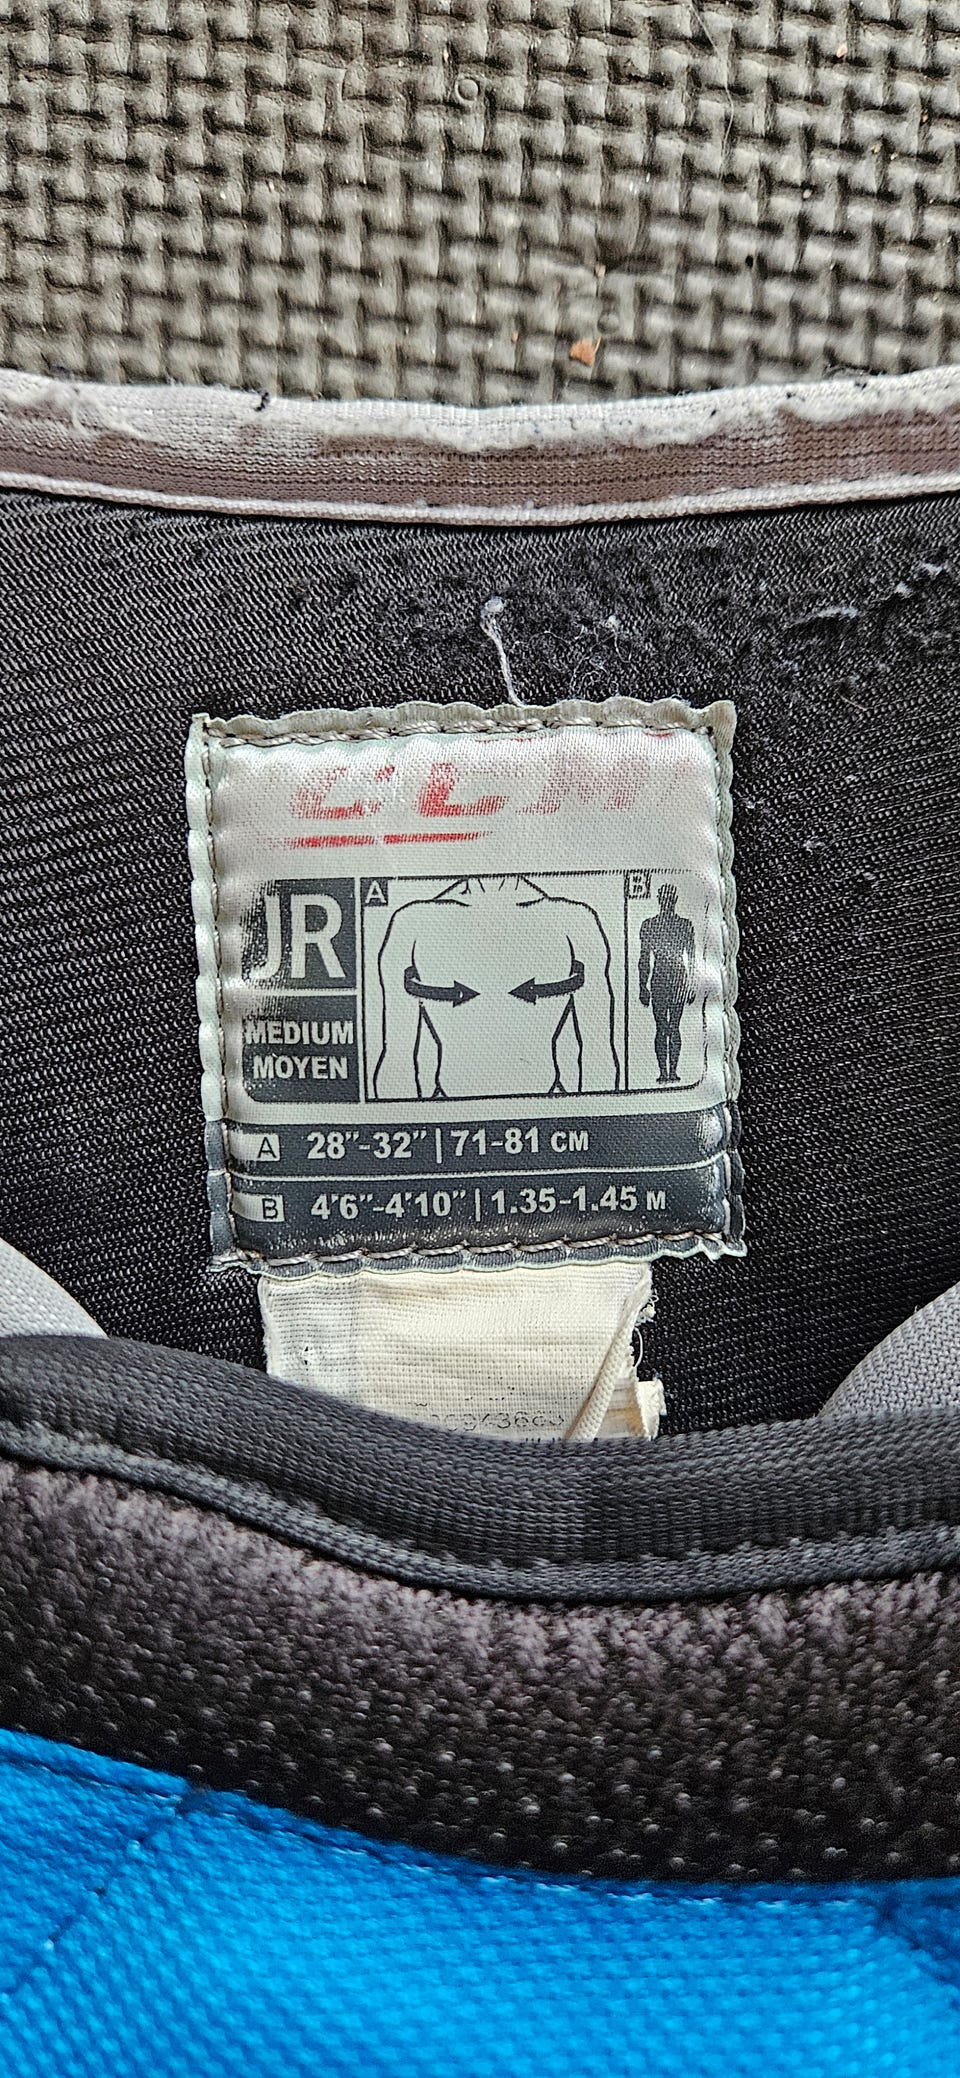 CCM
JR
A
B
MEDIUM
MOYEN
A 28"-32" | 71-81 CM
B 4'6"-4'10" | 1.35-1.45 M